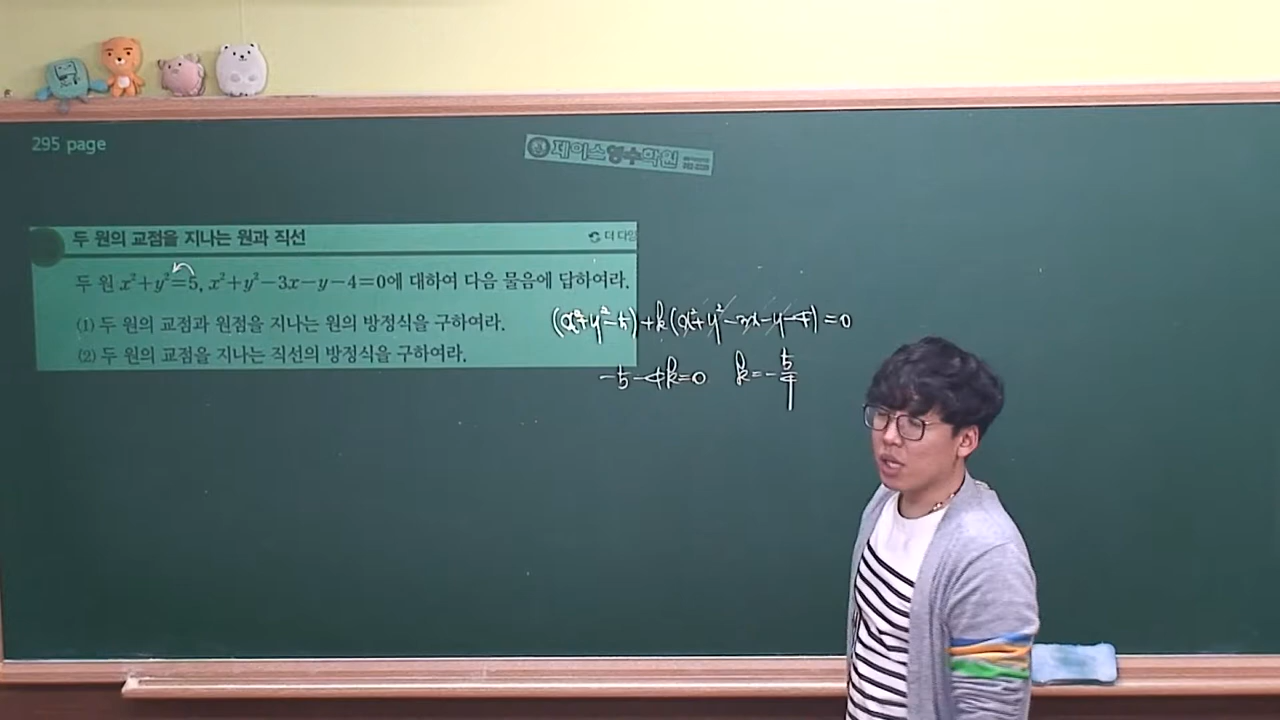 295 page
제이스영수학원
두 원의 교점을 지나는 원과 직선
더 다양
두 원 x²+y²=5, x²+y²−3x−y−4=0에 대하여 다음 물음에 답하여라.
(1) 두 원의 교점과 원점을 지나는 원의 방정식을 구하여라.
(2) 두 원의 교점을 지나는 직선의 방정식을 구하여라.
(x²+y²−5)+k(x²+y²−3x−y−4)=0
−5−4k=0 k=−5/4